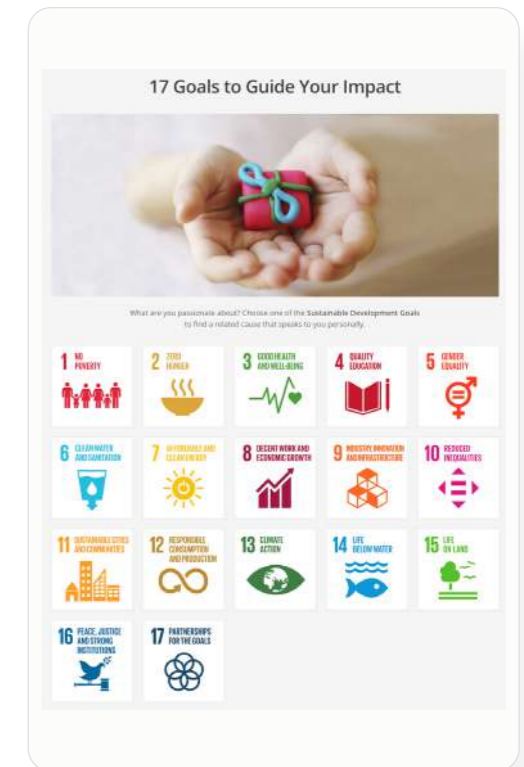 17 Goals to Guide Your Impact
What are you passionate about? Choose one of the Sustainable Development Goals
to find a related cause that speaks to you personally.
1 NO
POVERTY
2 ZERO
HUNGER
3 GOOD HEALTH
AND WELL-BEING
4 QUALITY
EDUCATION
5 GENDER
EQUALITY
6 CLEAN WATER
AND SANITATION
7 AFFORDABLE AND
CLEAN ENERGY
8 DECENT WORK AND
ECONOMIC GROWTH
9 INDUSTRY, INNOVATION
AND INFRASTRUCTURE
10 REDUCED
INEQUALITIES
11 SUSTAINABLE CITIES
AND COMMUNITIES
12 RESPONSIBLE
CONSUMPTION
AND PRODUCTION
13 CLIMATE
ACTION
14 LIFE
BELOW WATER
15 LIFE
ON LAND
16 PEACE, JUSTICE
AND STRONG
INSTITUTIONS
17 PARTNERSHIPS
FOR THE GOALS